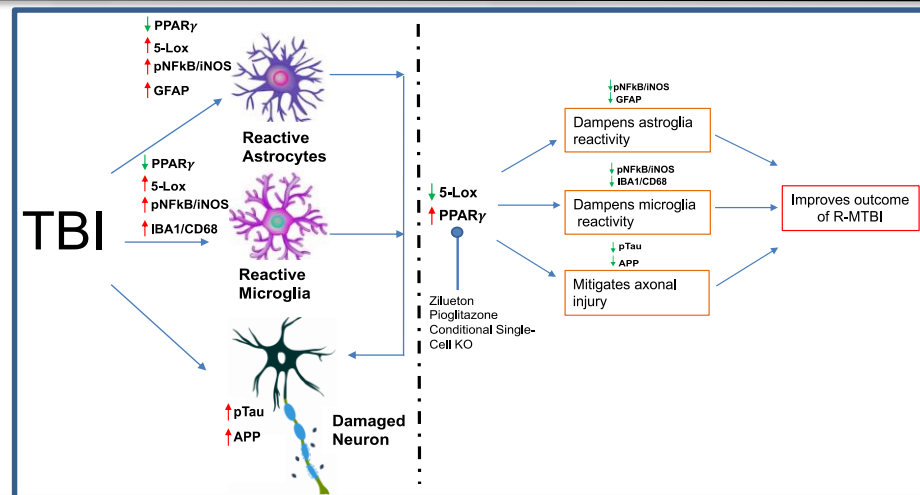 ↓ PPARγ
↑ 5-Lox
↑ pNFkB/iNOS
↑ GFAP
Reactive
Astrocytes
↓ PPARγ
↑ 5-Lox
↑ pNFkB/iNOS
↑ IBA1/CD68
TBI
Reactive
Microglia
↑ pTau
↑ APP
Damaged
Neuron
↓ 5-Lox
↑ PPARγ
Zilueton
Pioglitazone
Conditional Single-
Cell KO
↓ pNFkB/iNOS
↓ GFAP
Dampens astroglia
reactivity
↓ pNFkB/iNOS
↓ IBA1/CD68
Dampens microglia
reactivity
↓ pTau
↓ APP
Mitigates axonal
injury
Improves outcome
of R-MTBI